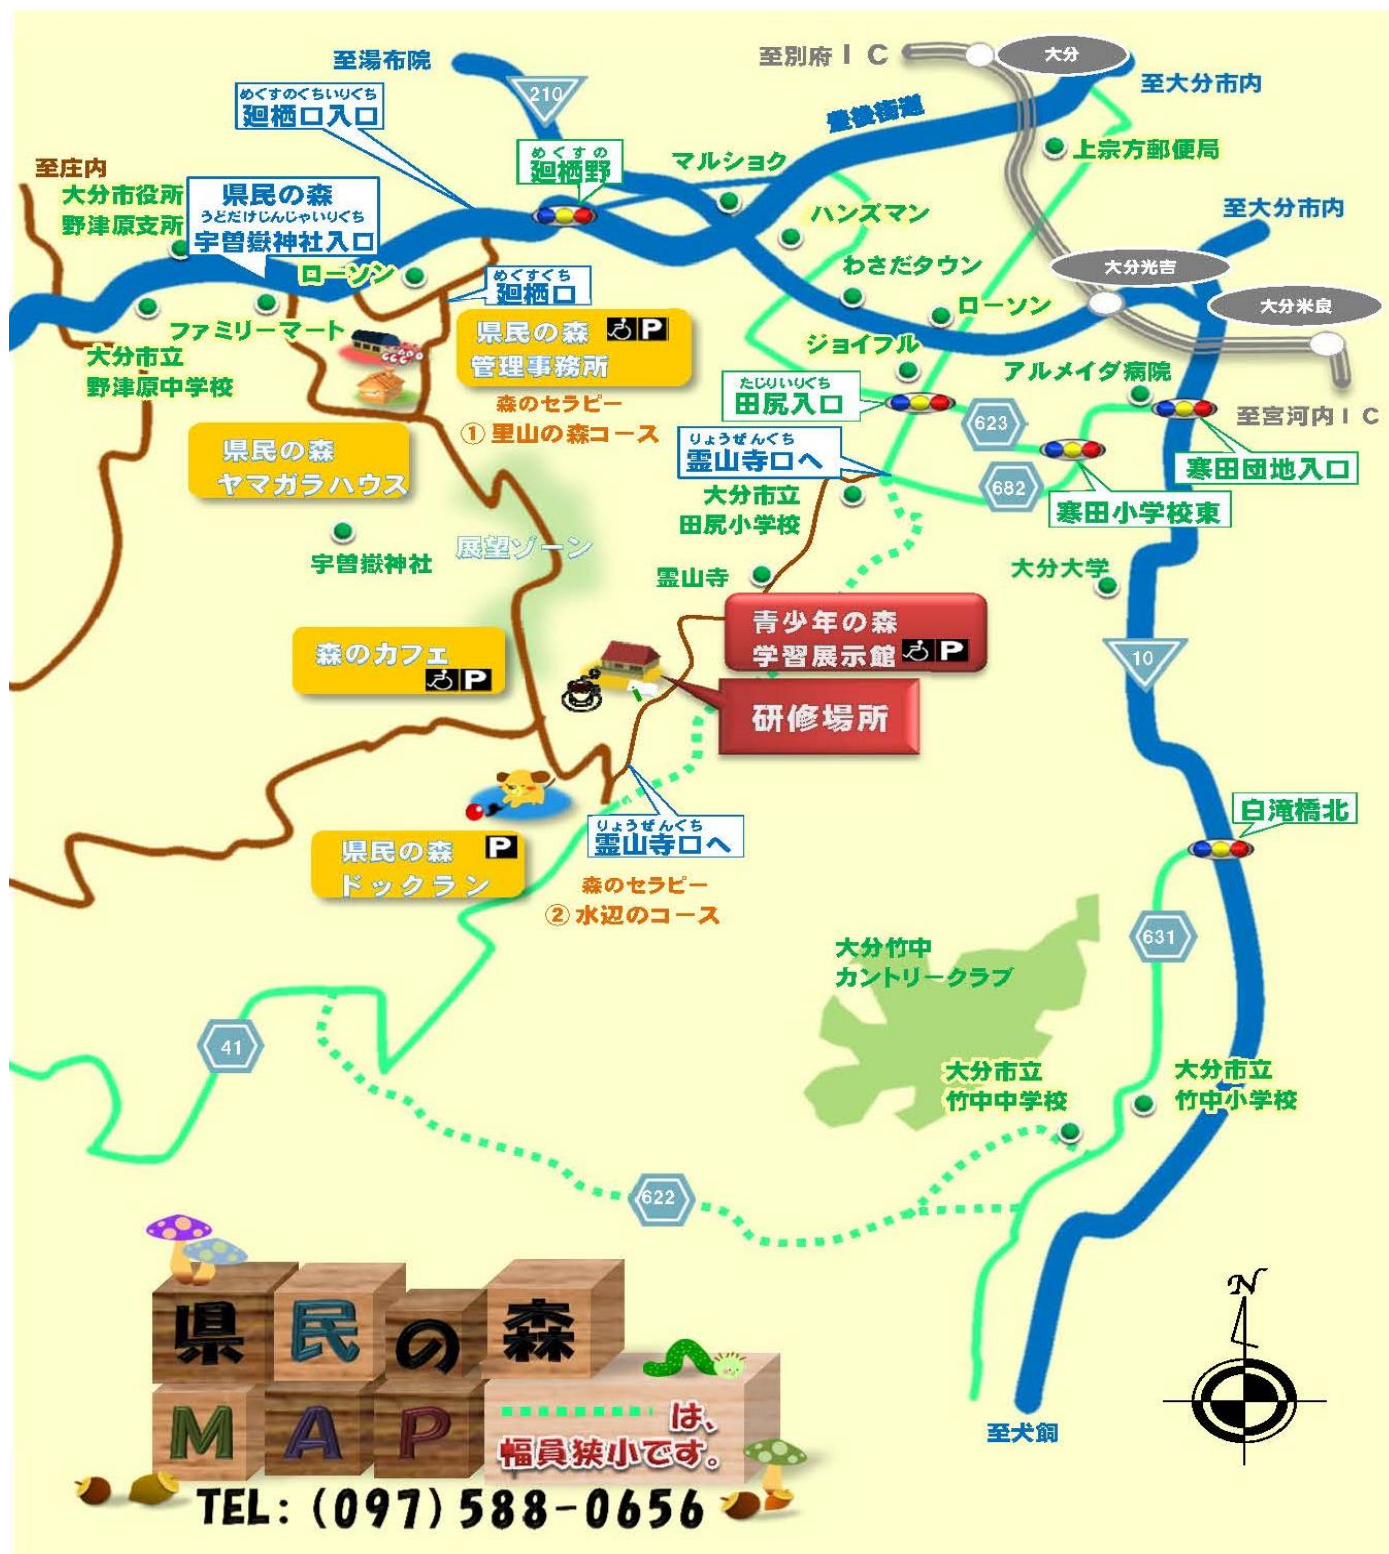 至湯布院
至別府ＩＣ
大分
至大分市内
210
めぐすのくちいりぐち
廻栖口入口
豊後街道
めぐすの
廻栖野
マルショク
上宗方郵便局
至庄内
大分市役所
野津原支所
県民の森
うどだけじんじゃいりぐち
宇曽嶽神社入口
ハンズマン
至大分市内
ローソン
めぐすぐち
廻栖口
わさだタウン
大分光吉
ローソン
大分米良
ファミリーマート
大分市立
野津原中学校
県民の森
管理事務所
P
ジョイフル
アルメイダ病院
たじりいりぐち
田尻入口
至宮河内ＩＣ
森のセラピー
①里山の森コース
623
りょうぜんぐち
霊山寺口へ
寒田団地入口
県民の森
ヤマガラハウス
大分市立
田尻小学校
682
寒田小学校東
展望ゾーン
宇曽嶽神社
霊山寺
大分大学
青少年の森
学習展示館
P
森のカフェ
P
10
研修場所
白滝橋北
県民の森
P
ドックラン
りょうぜんぐち
霊山寺口へ
森のセラピー
②水辺のコース
631
大分竹中
カントリークラブ
41
大分市立
竹中中学校
大分市立
竹中小学校
622
県民の森
MAP
は、
幅員狭小です。
N
至犬飼
TEL：(097)588-0656